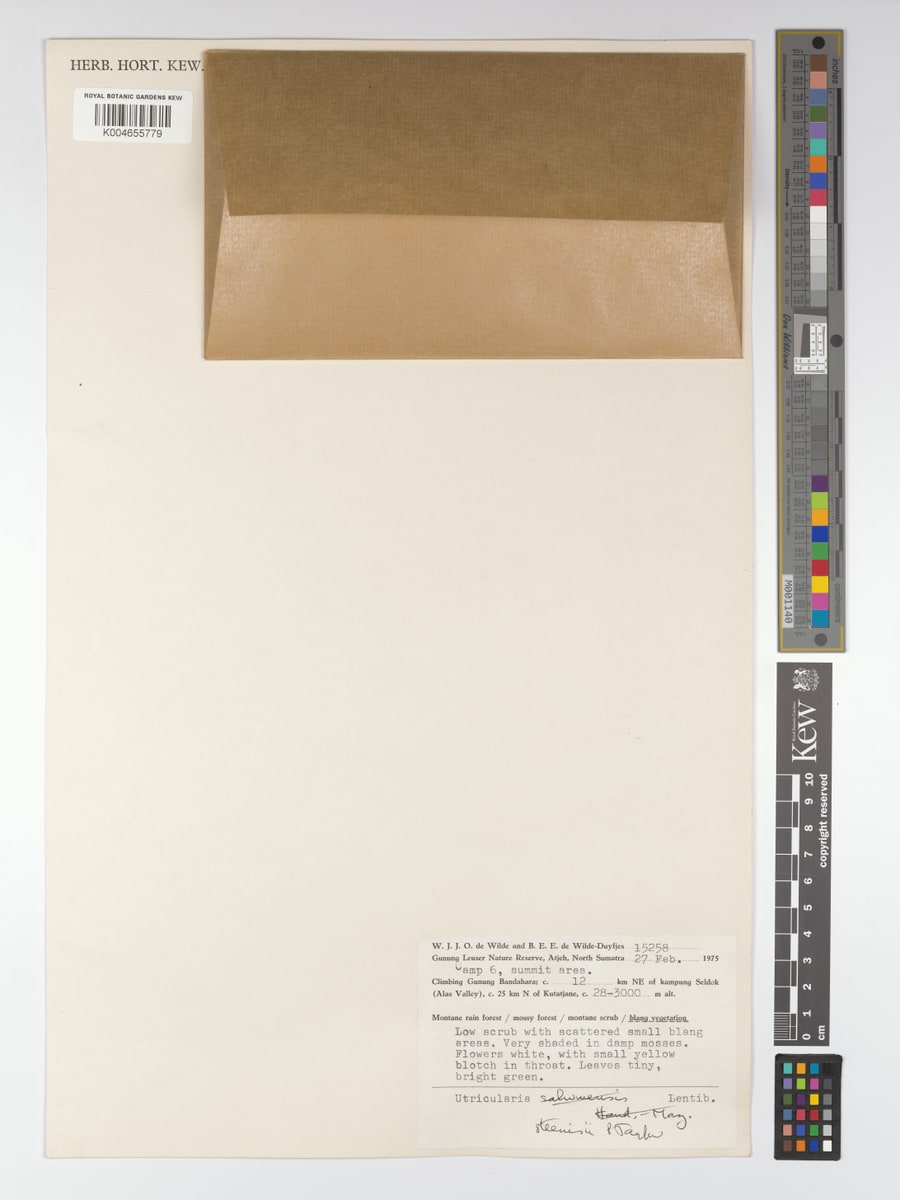 HERB. HORT. KEW.
ROYAL BOTANIC GARDENS KEW
K004655779
W. J. J. O. de Wilde and B. E. E. de Wilde-Duyfjes 15258
Gunung Leuser Nature Reserve, Atjeh, North Sumatra 27 Feb. 1975
Camp 6, summit area.
Climbing Gunung Bandahara; c. 12 km NE of kampung Seldok
(Alas Valley), c. 25 km N of Kutatjane, c. 28-3000 m alt.
Montane rain forest / mossy forest / montane scrub / blang vegetation
Low scrub with scattered small blang
areas. Very shaded in damp mosses.
Flowers white, with small yellow
blotch in throat. Leaves tiny,
bright green.
Utricularia salwinensis Lentib.
Hand.-Maz.
steenisii P Taylor
inches
Don Williams
centimeters
M001140
Kew
copyright reserved
0 1 2 3 4 5 6 7 8 9 10
cm